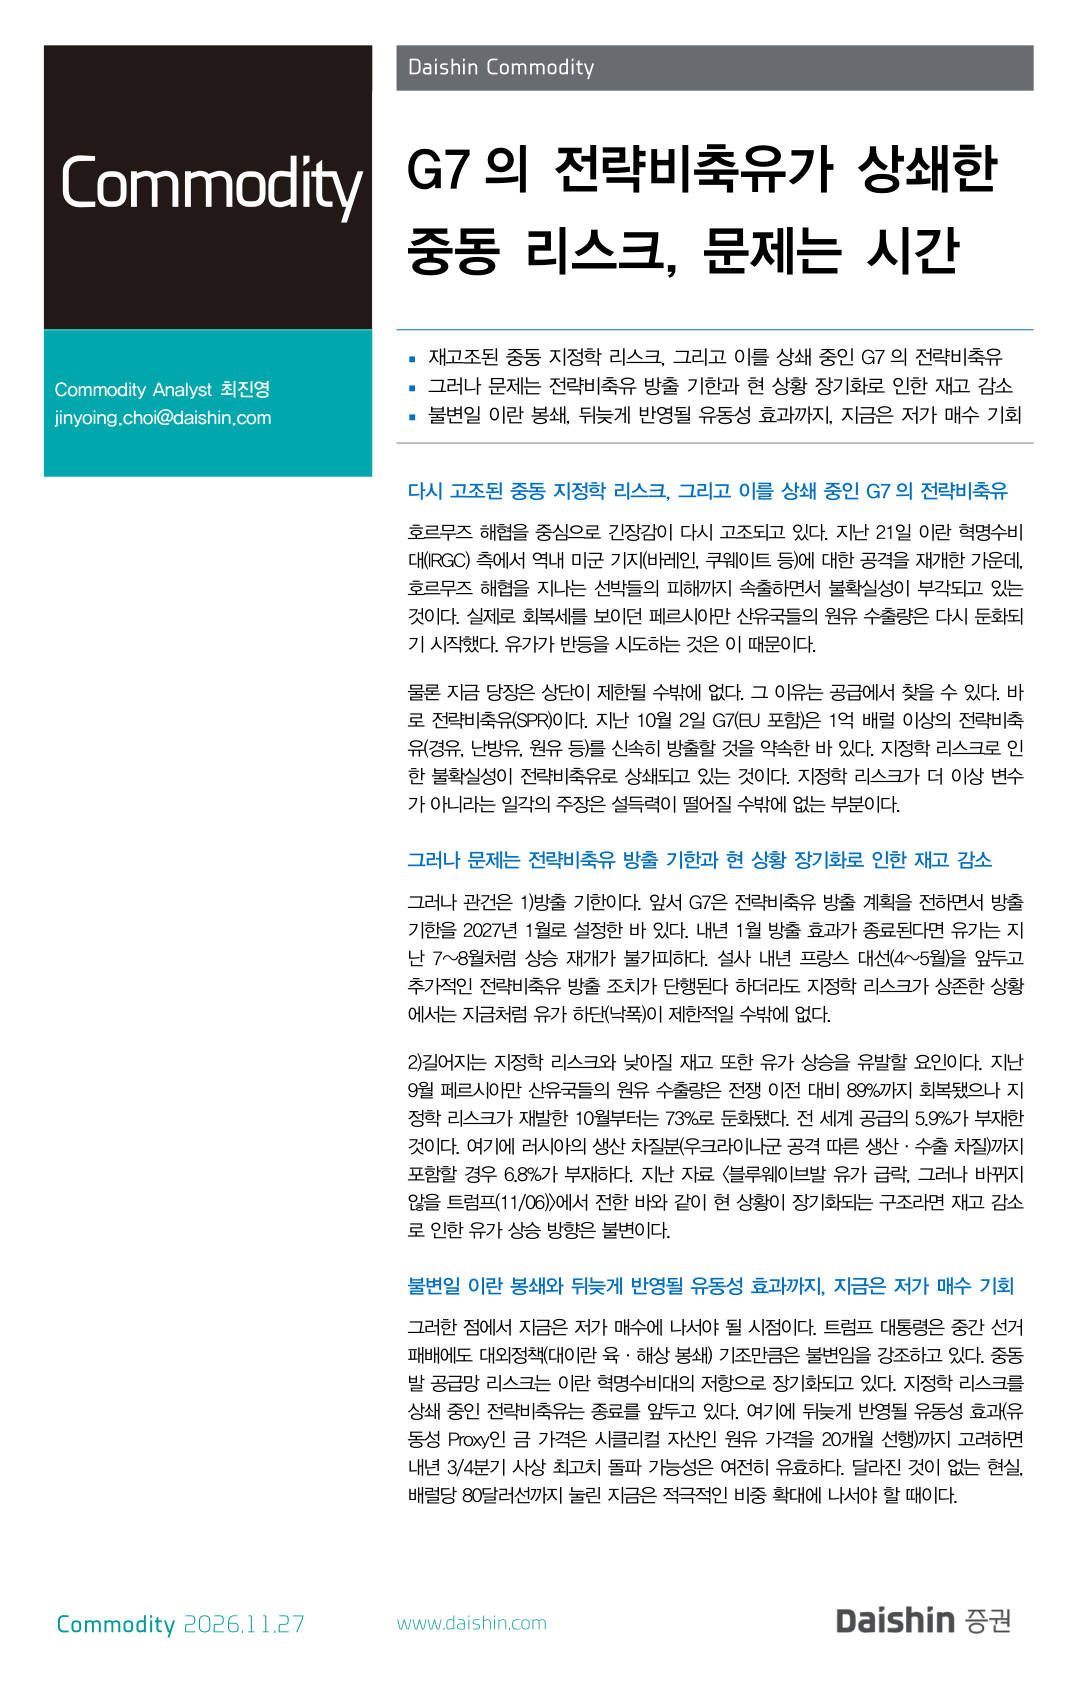 Daishin Commodity
Commodity
G7의 전략비축유가 상쇄한
중동 리스크, 문제는 시간
Commodity Analyst 최진영
jinyoing.choi@daishin.com
▪ 재고조된 중동 지정학 리스크, 그리고 이를 상쇄 중인 G7의 전략비축유
▪ 그러나 문제는 전략비축유 방출 기한과 현 상황 장기화로 인한 재고 감소
▪ 불변일 이란 봉쇄, 뒤늦게 반영될 유동성 효과까지, 지금은 저가 매수 기회
다시 고조된 중동 지정학 리스크, 그리고 이를 상쇄 중인 G7의 전략비축유
호르무즈 해협을 중심으로 긴장감이 다시 고조되고 있다. 지난 21일 이란 혁명수비
대(IRGC) 측에서 역내 미군 기지(바레인, 쿠웨이트 등)에 대한 공격을 재개한 가운데,
호르무즈 해협을 지나는 선박들의 피해까지 속출하면서 불확실성이 부각되고 있는
것이다. 실제로 회복세를 보이던 페르시아만 산유국들의 원유 수출량은 다시 둔화되
기 시작했다. 유가가 반등을 시도하는 것은 이 때문이다.
물론 지금 당장은 상단이 제한될 수밖에 없다. 그 이유는 공급에서 찾을 수 있다. 바
로 전략비축유(SPR)이다. 지난 10월 2일 G7(EU 포함)은 1억 배럴 이상의 전략비축
유(경유, 난방유, 원유 등)를 신속히 방출할 것을 약속한 바 있다. 지정학 리스크로 인
한 불확실성이 전략비축유로 상쇄되고 있는 것이다. 지정학 리스크가 더 이상 변수
가 아니라는 일각의 주장은 설득력이 떨어질 수밖에 없는 부분이다.
그러나 문제는 전략비축유 방출 기한과 현 상황 장기화로 인한 재고 감소
그러나 관건은 1)방출 기한이다. 앞서 G7은 전략비축유 방출 계획을 전하면서 방출
기한을 2027년 1월로 설정한 바 있다. 내년 1월 방출 효과가 종료된다면 유가는 지
난 7~8월처럼 상승 재개가 불가피하다. 설사 내년 프랑스 대선(4~5월)을 앞두고
추가적인 전략비축유 방출 조치가 단행된다 하더라도 지정학 리스크가 상존한 상황
에서는 지금처럼 유가 하단(낙폭)이 제한적일 수밖에 없다.
2)길어지는 지정학 리스크와 낮아질 재고 또한 유가 상승을 유발할 요인이다. 지난
9월 페르시아만 산유국들의 원유 수출량은 전쟁 이전 대비 89%까지 회복됐으나 지
정학 리스크가 재발한 10월부터는 73%로 둔화됐다. 전 세계 공급의 5.9%가 부재한
것이다. 여기에 러시아의 생산 차질분(우크라이나군 공격 따른 생산·수출 차질)까지
포함할 경우 6.8%가 부재하다. 지난 자료 <블루웨이브발 유가 급락, 그러나 바뀌지
않을 트럼프(11/06)>에서 전한 바와 같이 현 상황이 장기화되는 구조라면 재고 감소
로 인한 유가 상승 방향은 불변이다.
불변일 이란 봉쇄와 뒤늦게 반영될 유동성 효과까지, 지금은 저가 매수 기회
그러한 점에서 지금은 저가 매수에 나서야 될 시점이다. 트럼프 대통령은 중간 선거
패배에도 대외정책(대이란 육·해상 봉쇄) 기조만큼은 불변임을 강조하고 있다. 중동
발 공급망 리스크는 이란 혁명수비대의 저항으로 장기화되고 있다. 지정학 리스크를
상쇄 중인 전략비축유는 종료를 앞두고 있다. 여기에 뒤늦게 반영될 유동성 효과(유
동성 Proxy인 금 가격은 시클리컬 자산인 원유 가격을 20개월 선행)까지 고려하면
내년 3/4분기 사상 최고치 돌파 가능성은 여전히 유효하다. 달라진 것이 없는 현실,
배럴당 80달러선까지 눌린 지금은 적극적인 비중 확대에 나서야 할 때이다.
Commodity 2026.11.27
www.daishin.com
Daishin 증권